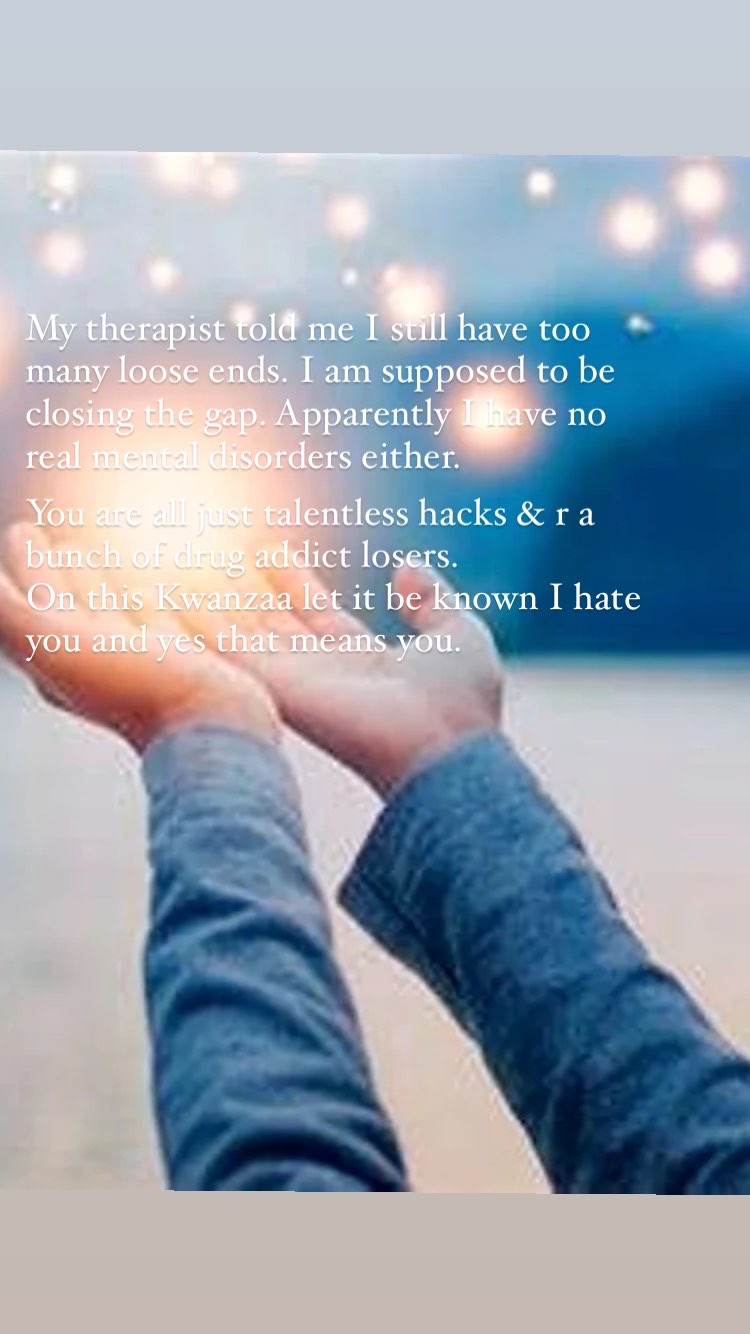 My therapist told me I still have too
many loose ends. I am supposed to be
closing the gap. Apparently I have no
real mental disorders either.
You are all just talentless hacks & r a
bunch of drug addict losers.
On this Kwanzaa let it be known I hate
you and yes that means you.